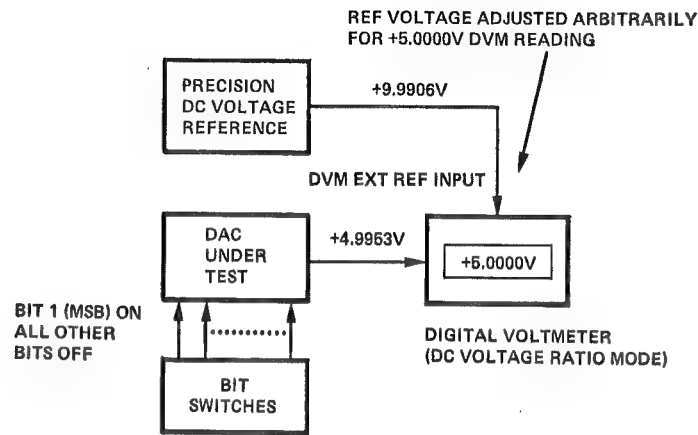 REF VOLTAGE ADJUSTED ARBITRARILY
FOR +5.0000V DVM READING
PRECISION
DC VOLTAGE
REFERENCE
+9.9906V
DVM EXT REF INPUT
DAC
UNDER
TEST
+4.9953V
+5.0000V
BIT 1 (MSB) ON
ALL OTHER
BITS OFF
DIGITAL VOLTMETER
(DC VOLTAGE RATIO MODE)
BIT
SWITCHES